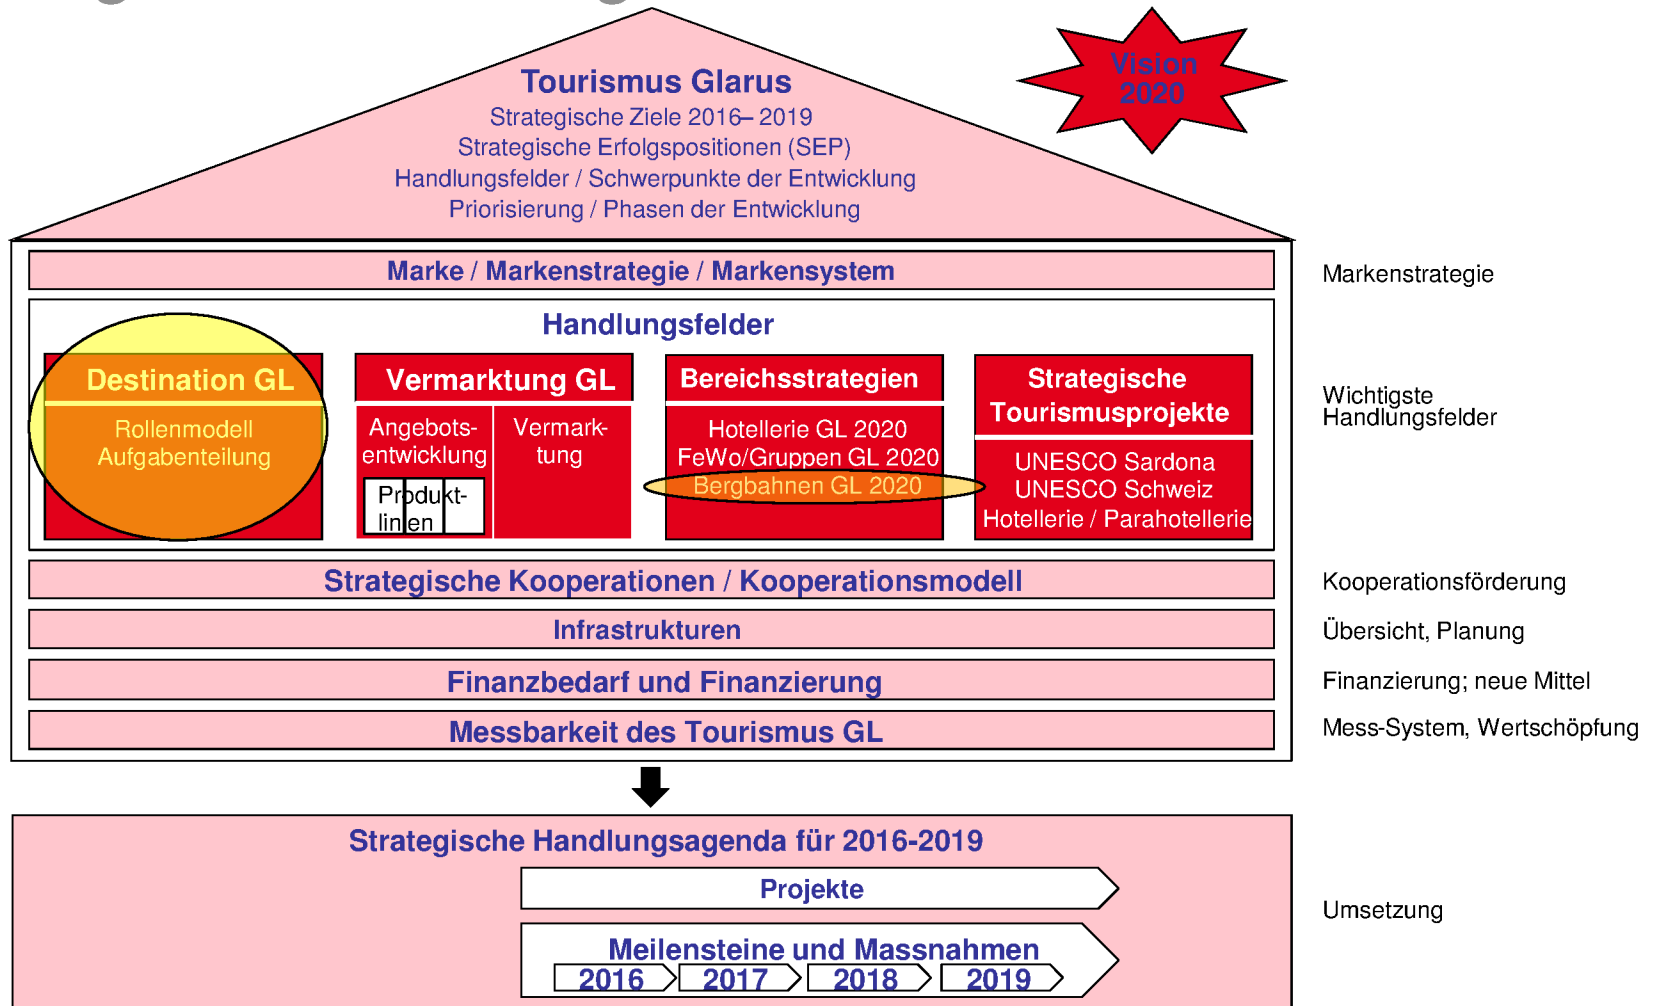 Vision
2020
Tourismus Glarus
Strategische Ziele 2016– 2019
Strategische Erfolgspositionen (SEP)
Handlungsfelder / Schwerpunkte der Entwicklung
Priorisierung / Phasen der Entwicklung
Marke / Markenstrategie / Markensystem
Markenstrategie
Handlungsfelder
Destination GL
Rollenmodell
Aufgabenteilung
Vermarktung GL
Angebots-
entwicklung
Produkt-
linien
Vermark-
tung
Bereichsstrategien
Hotellerie GL 2020
FeWo/Gruppen GL 2020
Bergbahnen GL 2020
Strategische
Tourismusprojekte
UNESCO Sardona
UNESCO Schweiz
Hotellerie / Parahotellerie
Wichtigste
Handlungsfelder
Strategische Kooperationen / Kooperationsmodell
Kooperationsförderung
Infrastrukturen
Übersicht, Planung
Finanzbedarf und Finanzierung
Finanzierung; neue Mittel
Messbarkeit des Tourismus GL
Mess-System, Wertschöpfung
Strategische Handlungsagenda für 2016-2019
Projekte
Umsetzung
Meilensteine und Massnahmen
2016 2017 2018 2019